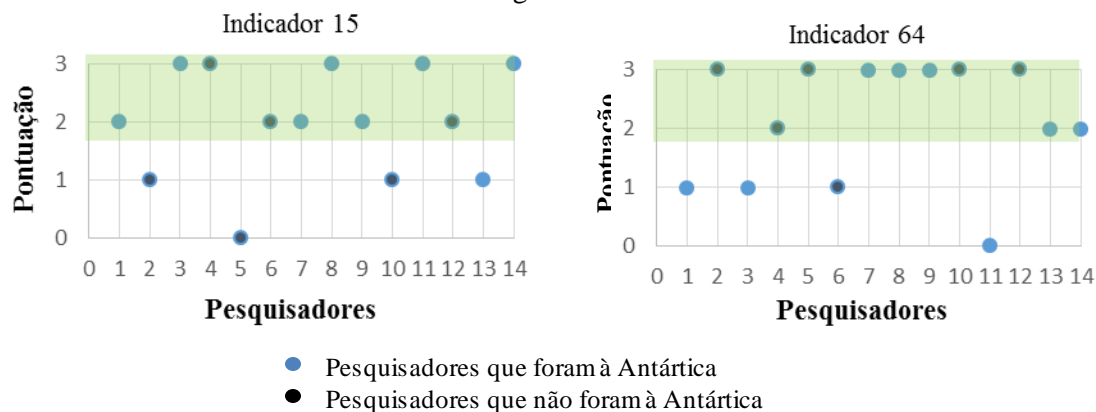 Indicador 15
Pontuação
3
2
1
0
0 1 2 3 4 5 6 7 8 9 10 11 12 13 14
Pesquisadores
Indicador 64
Pontuação
3
2
1
0
0 1 2 3 4 5 6 7 8 9 10 11 12 13 14
Pesquisadores
Pesquisadores que foram à Antártica
Pesquisadores que não foram à Antártica